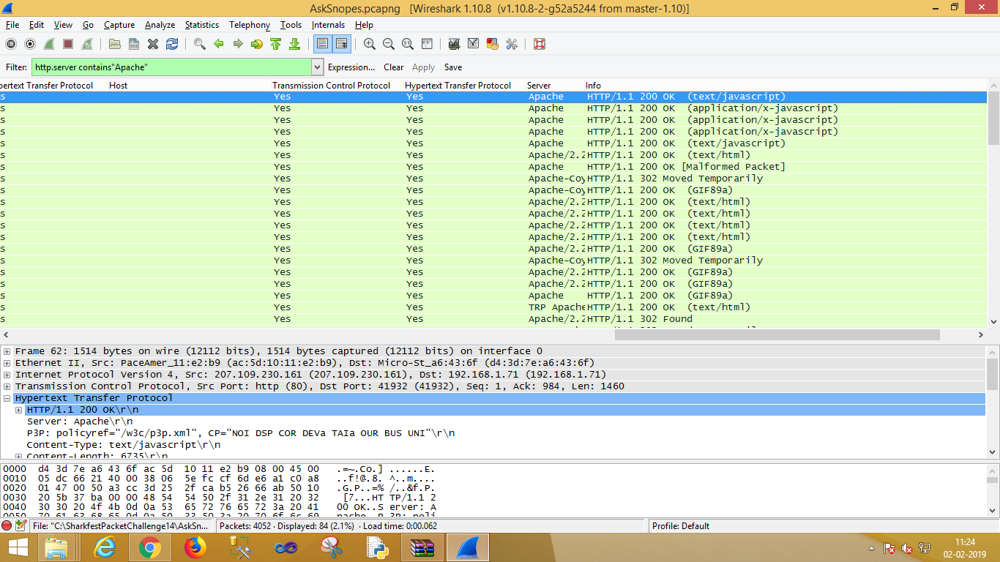 AskSnopes.pcapng [Wireshark 1.10.8 (v1.10.8-2-g52a5244 from master-1.10)]
File Edit View Go Capture Analyze Statistics Telephony Tools Internals Help
Filter: http.server contains"Apache" Expression... Clear Apply Save
pertext Transfer Protocol Host Transmission Control Protocol Hypertext Transfer Protocol Server Info
s Yes Yes Apache HTTP/1.1 200 OK (text/javascript)
s Yes Yes Apache HTTP/1.1 200 OK (application/x-javascript)
s Yes Yes Apache HTTP/1.1 200 OK (application/x-javascript)
s Yes Yes Apache HTTP/1.1 200 OK (application/x-javascript)
s Yes Yes Apache HTTP/1.1 200 OK (text/javascript)
s Yes Yes Apache/2.2 HTTP/1.1 200 OK (text/html)
s Yes Yes Apache HTTP/1.1 200 OK [Malformed Packet]
s Yes Yes Apache-Coy HTTP/1.1 302 Moved Temporarily
s Yes Yes Apache-Coy HTTP/1.1 200 OK (GIF89a)
s Yes Yes Apache/2.2 HTTP/1.1 200 OK (text/html)
s Yes Yes Apache/2.2 HTTP/1.1 200 OK (text/html)
s Yes Yes Apache/2.2 HTTP/1.1 200 OK (text/html)
s Yes Yes Apache/2.2 HTTP/1.1 200 OK (text/html)
s Yes Yes Apache/2.2 HTTP/1.1 200 OK (GIF89a)
s Yes Yes Apache-Coy HTTP/1.1 302 Moved Temporarily
s Yes Yes Apache/2.2 HTTP/1.1 200 OK (GIF89a)
s Yes Yes Apache/2.2 HTTP/1.1 200 OK (GIF89a)
s Yes Yes Apache HTTP/1.1 200 OK (GIF89a)
s Yes Yes TRP Apache HTTP/1.1 200 OK (text/html)
s Yes Yes Apache/2.2 HTTP/1.1 302 Found
Frame 62: 1514 bytes on wire (12112 bits), 1514 bytes captured (12112 bits) on interface 0
Ethernet II, Src: PaceAmer_11:e2:b9 (ac:5d:10:11:e2:b9), Dst: Micro-St_a6:43:6f (d4:3d:7e:a6:43:6f)
Internet Protocol Version 4, Src: 207.109.230.161 (207.109.230.161), Dst: 192.168.1.71 (192.168.1.71)
Transmission Control Protocol, Src Port: http (80), Dst Port: 41932 (41932), Seq: 1, Ack: 984, Len: 1460
Hypertext Transfer Protocol
HTTP/1.1 200 OK\r\n
Server: Apache\r\n
P3P: policyref="/w3c/p3p.xml", CP="NOI DSP COR DEVa TAIa OUR BUS UNI"\r\n
Content-Type: text/javascript\r\n
Content-Length: 6735\r\n
0000 d4 3d 7e a6 43 6f ac 5d 10 11 e2 b9 08 00 45 00 .=~.Co.] ......E.
0010 05 dc 66 21 40 00 38 06 5e fc cf 6d e6 a1 c0 a8 ..f!@.8. ^..m....
0020 01 47 00 50 a3 cc 3d 25 2f ca b5 26 66 ab 50 10 .G.P..=% /..&f.P.
0030 20 5b 37 ba 00 00 48 54 54 50 2f 31 2e 31 20 32 [7...HT TP/1.1 2
0040 30 30 20 4f 4b 0d 0a 53 65 72 76 65 72 3a 20 41 00 OK..S erver: A
0050 70 61 63 68 65 0d 0a 50 33 50 3a 20 70 6f 6c 69 pache..P 3P: poli
File: "C:\SharkfestPacketChallenge14\AskSn... Packets: 4052 · Displayed: 84 (2.1%) · Load time: 0:00.062 Profile: Default
11:24
02-02-2019